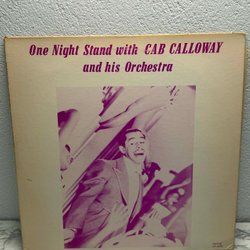 One Night Stand with CAB CALLOWAY
and his Orchestra